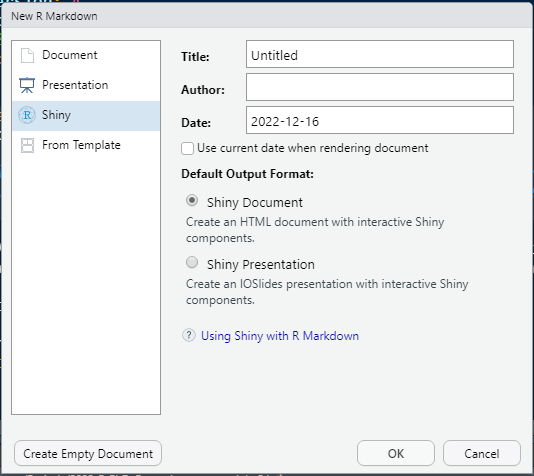 New R Markdown
Document
Presentation
Shiny
From Template
Title: Untitled
Author:
Date: 2022-12-16
Use current date when rendering document
Default Output Format:
Shiny Document
Create an HTML document with interactive Shiny
components.
Shiny Presentation
Create an IOSlides presentation with interactive Shiny
components.
? Using Shiny with R Markdown
Create Empty Document
OK
Cancel